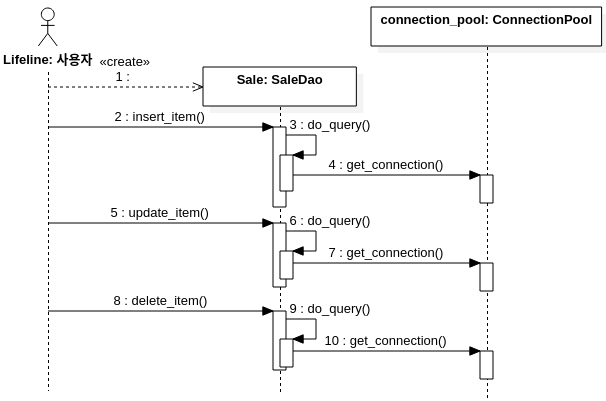 connection_pool: ConnectionPool
Lifeline: 사용자
«create»
1 :
Sale: SaleDao
2 : insert_item()
3 : do_query()
4 : get_connection()
5 : update_item()
6 : do_query()
7 : get_connection()
8 : delete_item()
9 : do_query()
10 : get_connection()